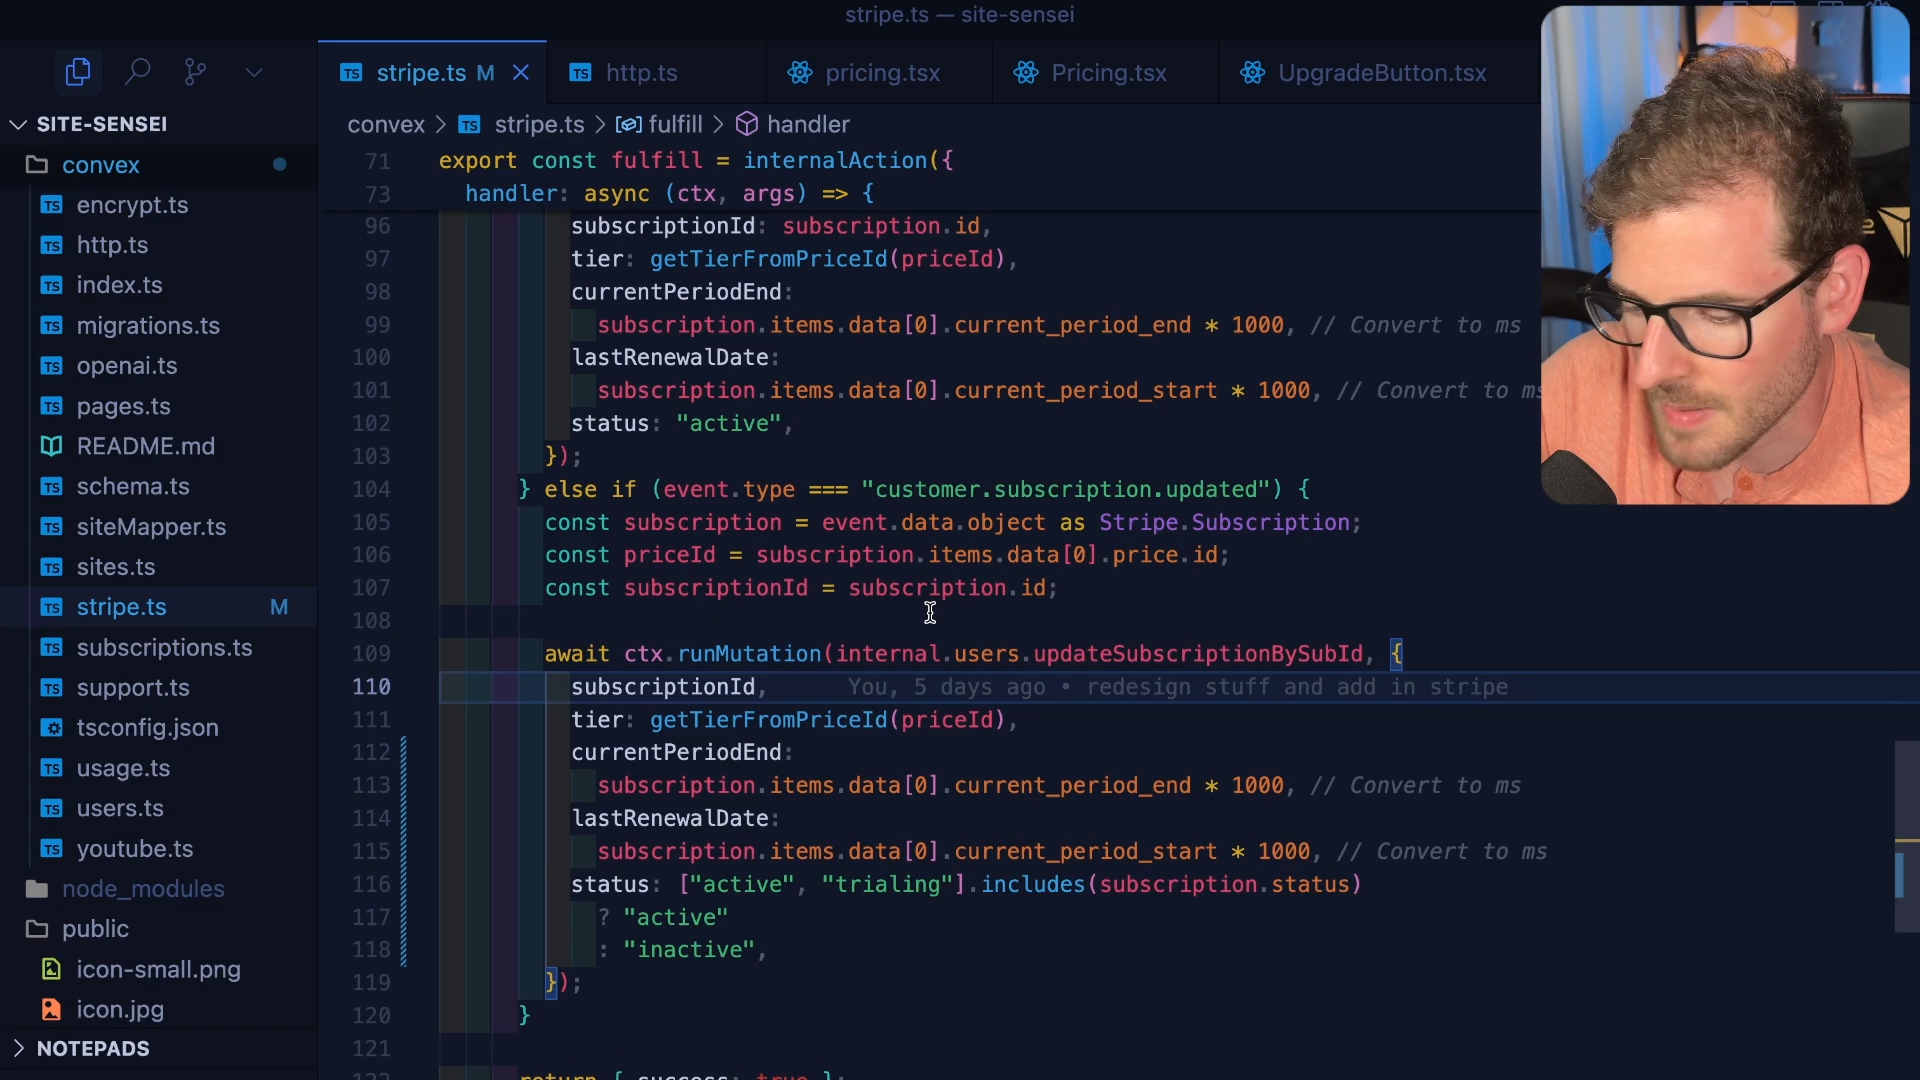 stripe.ts — site-sensei
stripe.ts M
http.ts
pricing.tsx
Pricing.tsx
UpgradeButton.tsx
SITE-SENSEI
convex
encrypt.ts
http.ts
index.ts
migrations.ts
openai.ts
pages.ts
README.md
schema.ts
siteMapper.ts
sites.ts
stripe.ts M
subscriptions.ts
support.ts
tsconfig.json
usage.ts
users.ts
youtube.ts
node_modules
public
icon-small.png
icon.jpg
NOTEPADS
convex > TS stripe.ts > fulfill > handler
71 export const fulfill = internalAction({
73 handler: async (ctx, args) => {
96 subscriptionId: subscription.id,
97 tier: getTierFromPriceId(priceId),
98 currentPeriodEnd:
99 subscription.items.data[0].current_period_end * 1000, // Convert to ms
100 lastRenewalDate:
101 subscription.items.data[0].current_period_start * 1000, // Convert to ms
102 status: "active",
103 });
104 } else if (event.type === "customer.subscription.updated") {
105 const subscription = event.data.object as Stripe.Subscription;
106 const priceId = subscription.items.data[0].price.id;
107 const subscriptionId = subscription.id;
108
109 await ctx.runMutation(internal.users.updateSubscriptionBySubId, {
110 subscriptionId, You, 5 days ago • redesign stuff and add in stripe
111 tier: getTierFromPriceId(priceId),
112 currentPeriodEnd:
113 subscription.items.data[0].current_period_end * 1000, // Convert to ms
114 lastRenewalDate:
115 subscription.items.data[0].current_period_start * 1000, // Convert to ms
116 status: ["active", "trialing"].includes(subscription.status)
117 ? "active"
118 : "inactive",
119 });
120 }
121
return { success: true };